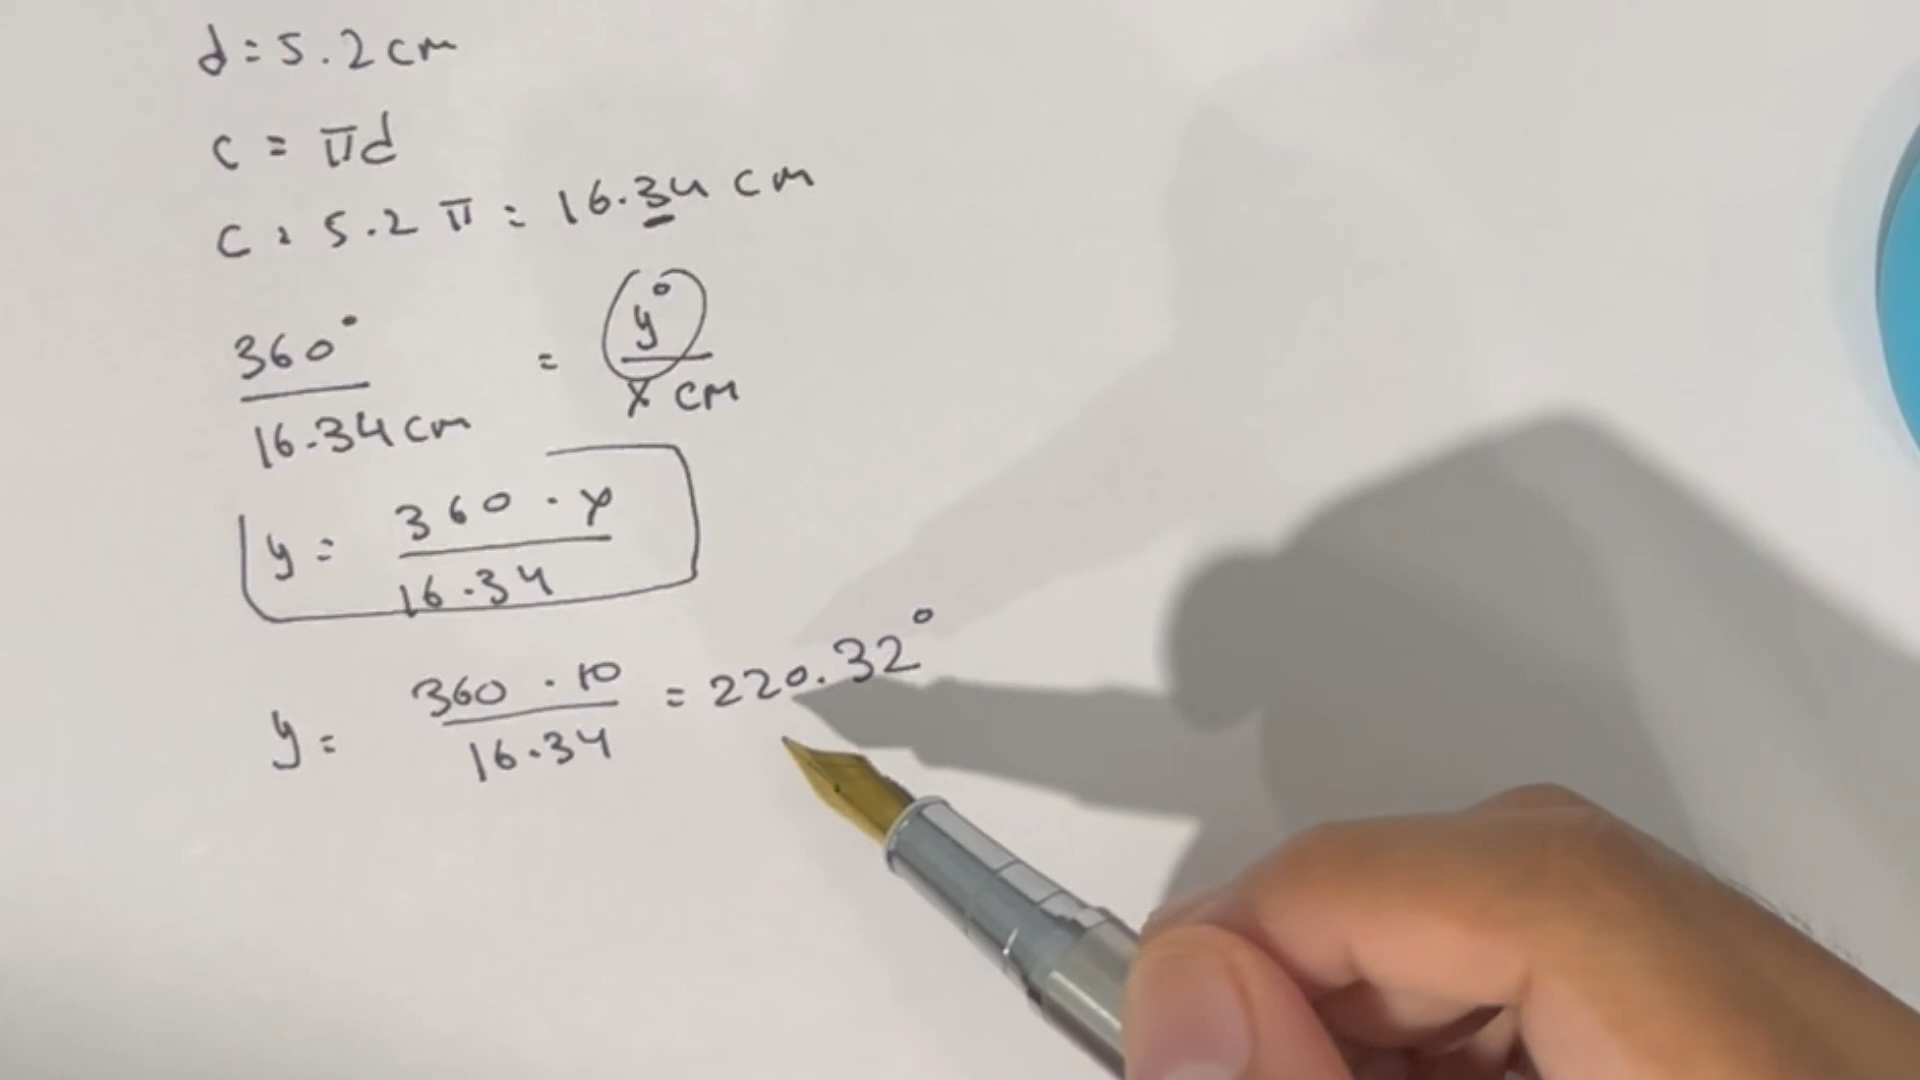 d = 5.2 cm
c = πd
c = 5.2 π = 16.34 cm
360° / 16.34 cm = y° / x cm
y = 360 · x / 16.34
y = 360 · 10 / 16.34 = 220.32°